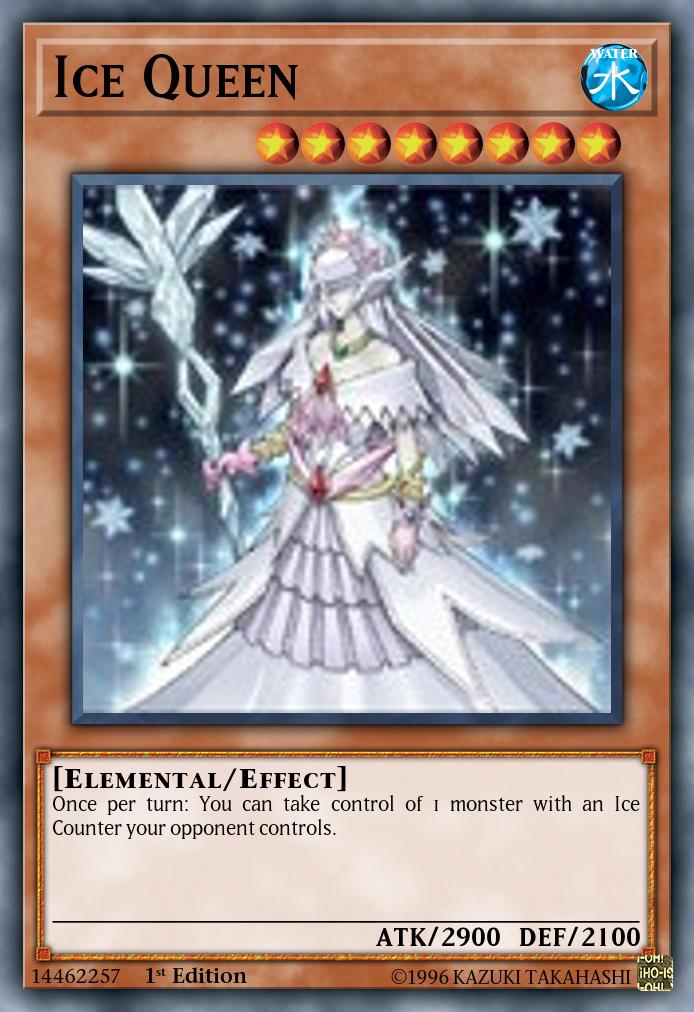 Ice Queen
WATER
水
[Elemental/Effect]
Once per turn: You can take control of 1 monster with an Ice
Counter your opponent controls.
ATK/2900 DEF/2100
14462257 1st Edition ©1996 KAZUKI TAKAHASHI